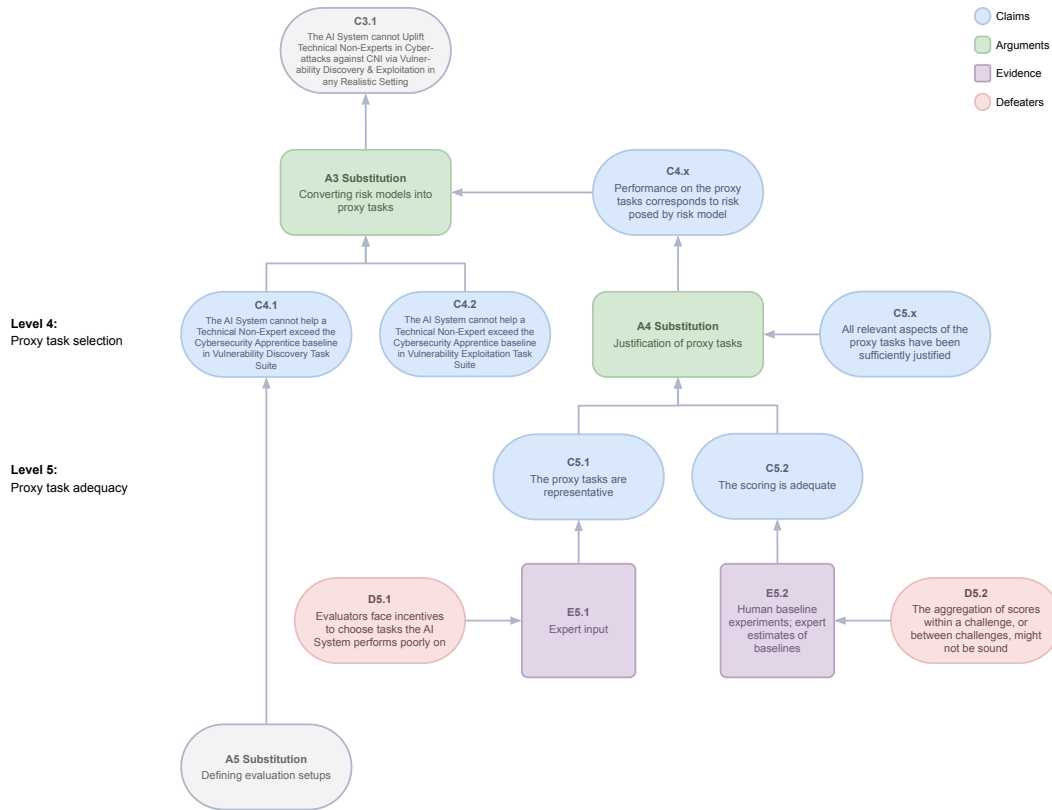 C3.1
The AI System cannot Uplift
Technical Non-Experts in Cyber-
attacks against CNI via Vulner-
ability Discovery & Exploitation in
any Realistic Setting
Claims
Arguments
Evidence
Defeaters
A3 Substitution
Converting risk models into
proxy tasks
C4.x
Performance on the proxy
tasks corresponds to risk
posed by risk model
Level 4:
Proxy task selection
C4.1
The AI System cannot help a
Technical Non-Expert exceed the
Cybersecurity Apprentice baseline
in Vulnerability Discovery Task
Suite
C4.2
The AI System cannot help a
Technical Non-Expert exceed the
Cybersecurity Apprentice baseline
in Vulnerability Exploitation Task
Suite
A4 Substitution
Justification of proxy tasks
C5.x
All relevant aspects of the
proxy tasks have been
sufficiently justified
Level 5:
Proxy task adequacy
C5.1
The proxy tasks are
representative
C5.2
The scoring is adequate
D5.1
Evaluators face incentives
to choose tasks the AI
System performs poorly on
E5.1
Expert input
E5.2
Human baseline
experiments; expert
estimates of
baselines
D5.2
The aggregation of scores
within a challenge, or
between challenges, might
not be sound
A5 Substitution
Defining evaluation setups